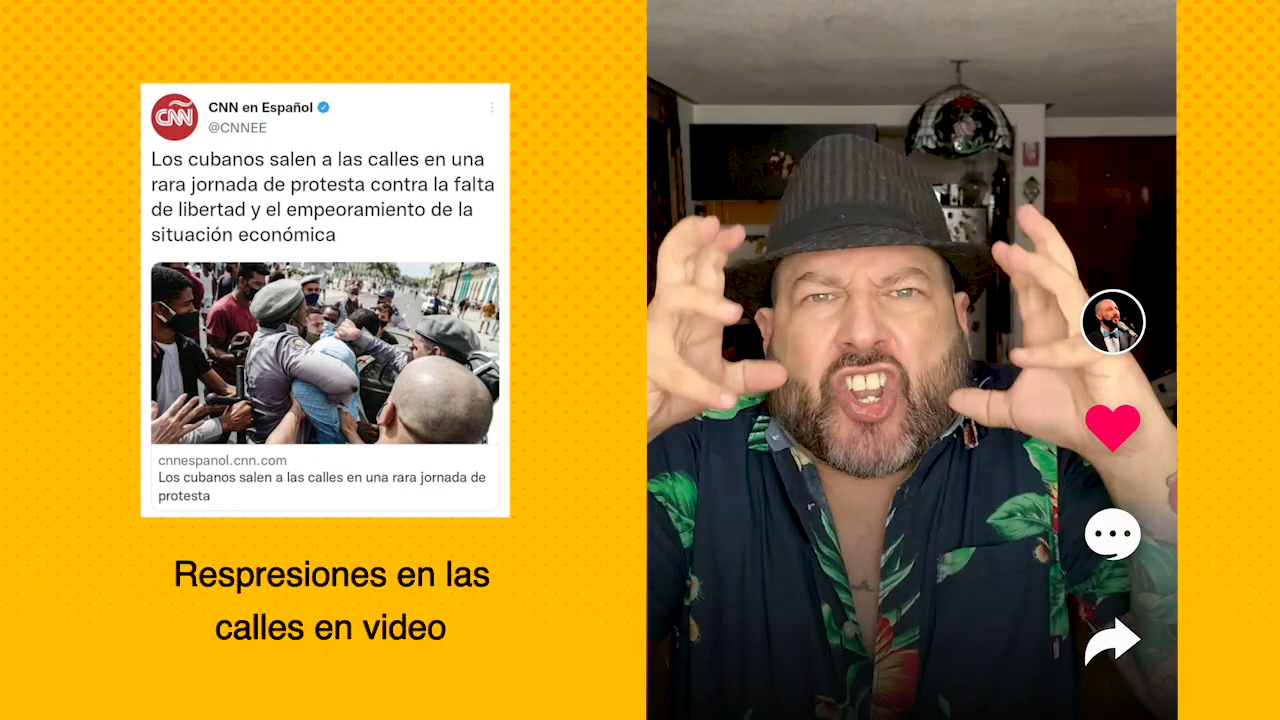 CNN
CNN en Español
@CNNEE
Los cubanos salen a las calles en una
rara jornada de protesta contra la falta
de libertad y el empeoramiento de la
situación económica
cnnespanol.cnn.com
Los cubanos salen a las calles en una rara jornada de
protesta
Respresiones en las
calles en video